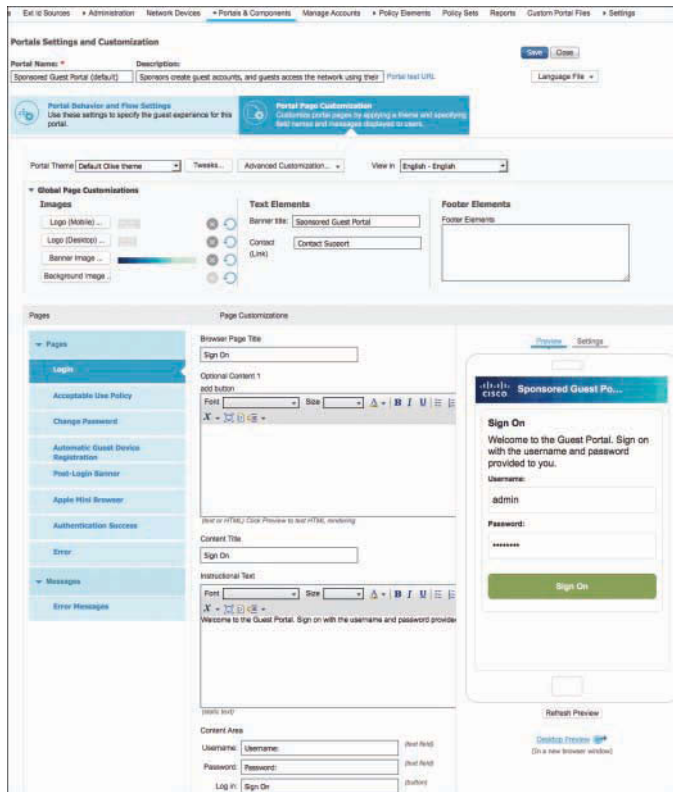 Ext Id Sources Administration Network Devices Portals & Components Manage Accounts Policy Elements Policy Sets Reports Custom Portal Files Settings
Portals Settings and Customization
Save Close
Portal Name: * Description:
Sponsored Guest Portal (default) Sponsors create guest accounts, and guests access the network using their Portal test URL Language File
Portal Behavior and Flow Settings
Use these settings to specify the guest experience for this portal.
Portal Page Customization
Customize portal pages by applying a theme and specifying field names and messages displayed to users.
Portal Theme Default Olive theme Tweaks... Advanced Customization... View in English - English
Global Page Customizations
Images Text Elements Footer Elements
Logo (Mobile) ... Banner title: Sponsored Guest Portal Footer Elements
Logo (Desktop) ... Contact (Link) Contact Support
Banner Image ...
Background Image ...
Pages Page Customizations
Pages
Login
Acceptable Use Policy
Change Password
Automatic Guest Device
Registration
Post-Login Banner
Apple Mini Browser
Authentication Success
Error
Messages
Error Messages
Browser Page Title
Sign On
Optional Content 1
add button
Font Size A B I U
X
(text or HTML) Click Preview to test HTML rendering
Content Title
Sign On
Instructional Text
Font Size A B I U
X
Welcome to the Guest Portal. Sign on with the username and password provided
(static text)
Content Area
Username: Username: (text field)
Password: Password: (text field)
Log in: Sign On (button)
Preview Settings
CISCO Sponsored Guest Po...
Sign On
Welcome to the Guest Portal. Sign on
with the username and password
provided to you.
Username:
admin
Password:
••••••••
Sign On
Refresh Preview
Desktop Preview
(In a new browser window)